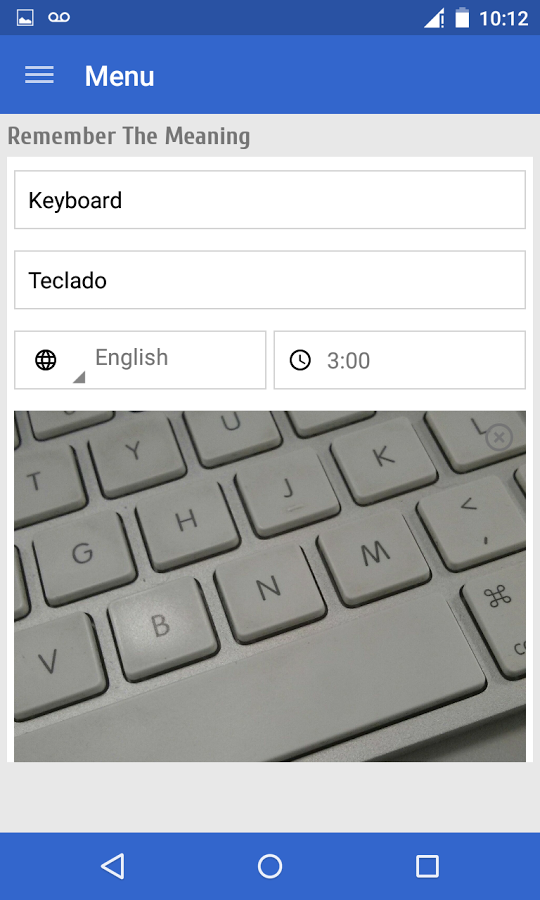 10:12
Menu
Remember The Meaning
Keyboard
Teclado
English
3:00
Y U
T H J K L
G N M < ,
V B ⌘